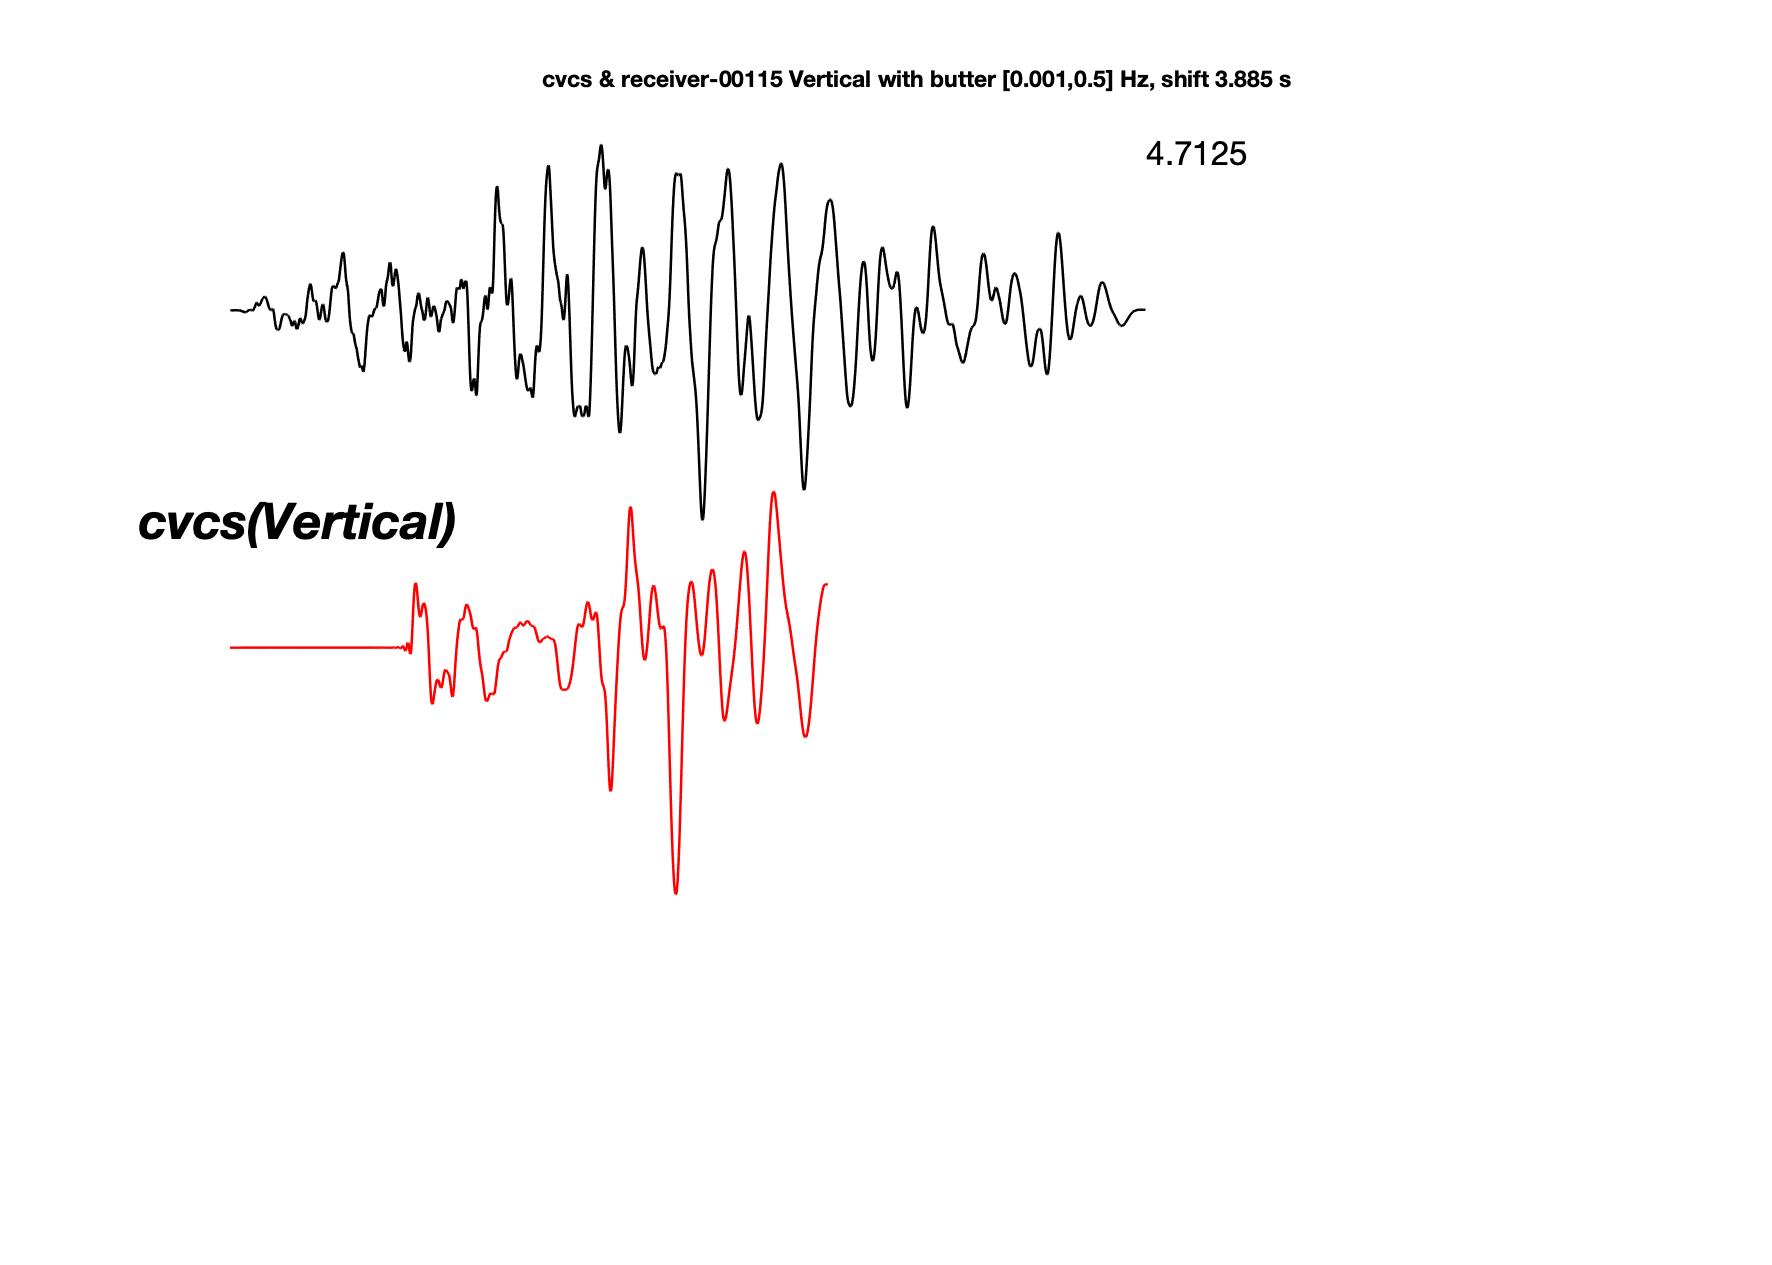 cvcs & receiver-00115 Vertical with butter [0.001,0.5] Hz, shift 3.885 s
4.7125
cvcs(Vertical)